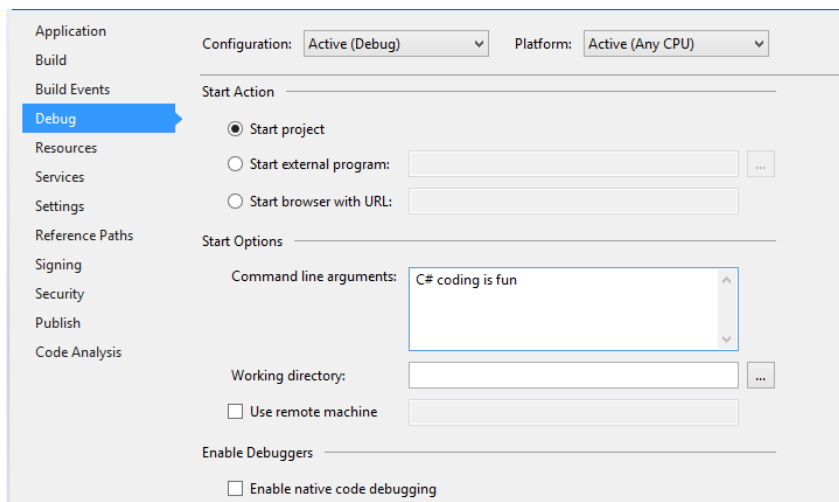 Application
Build
Build Events
Debug
Resources
Services
Settings
Reference Paths
Signing
Security
Publish
Code Analysis
Configuration: Active (Debug) Platform: Active (Any CPU)
Start Action
Start project
Start external program: ...
Start browser with URL:
Start Options
Command line arguments: C# coding is fun
Working directory: ...
Use remote machine
Enable Debuggers
Enable native code debugging